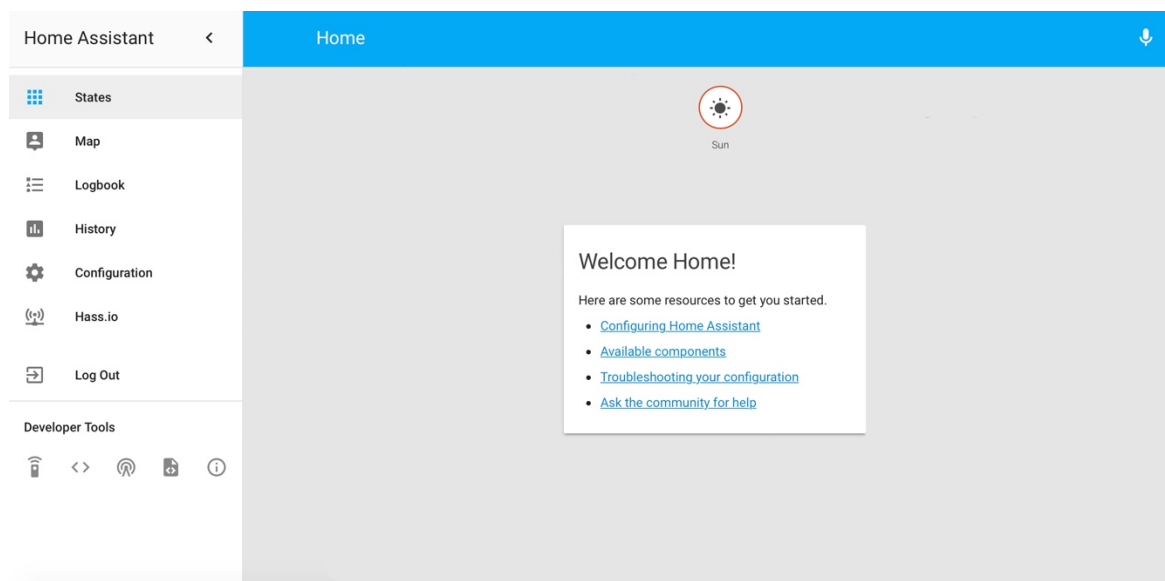 Home Assistant
Home
States
Map
Logbook
History
Configuration
Hass.io
Log Out
Developer Tools
Sun
Welcome Home!
Here are some resources to get you started.
Configuring Home Assistant
Available components
Troubleshooting your configuration
Ask the community for help